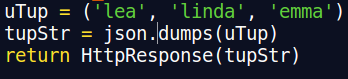 uTup = ('lea', 'linda', 'emma')
tupStr = json.dumps(uTup)
return HttpResponse(tupStr)